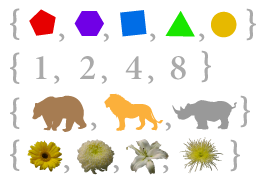 { , , , , }
{ 1, 2, 4, 8 }
{ , , }
{ , , , }